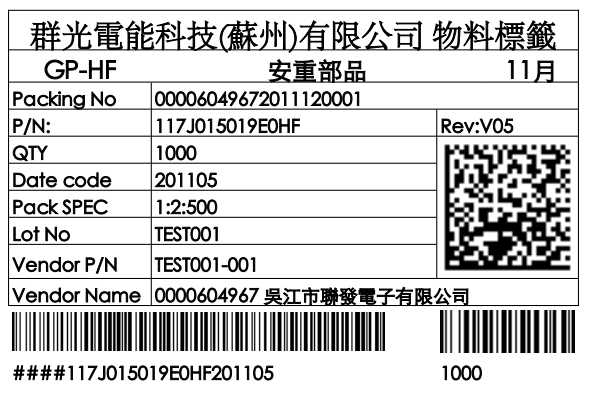 群光電能科技(蘇州)有限公司 物料標籤
GP-HF 安重部品 11月
Packing No 00006049672011120001
P/N: 117J015019E0HF Rev:V05
QTY 1000
Date code 201105
Pack SPEC 1:2:500
Lot No TEST001
Vendor P/N TEST001-001
Vendor Name 0000604967 吳江市聯發電子有限公司
####117J015019E0HF201105 1000